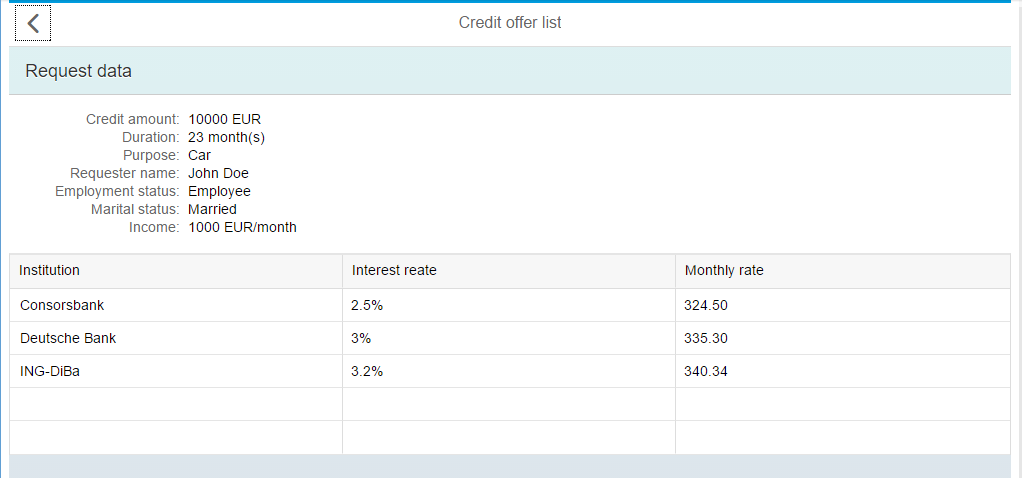 Credit offer list
Request data
Credit amount: 10000 EUR
Duration: 23 month(s)
Purpose: Car
Requester name: John Doe
Employment status: Employee
Marital status: Married
Income: 1000 EUR/month
Institution Interest reate Monthly rate
Consorsbank 2.5% 324.50
Deutsche Bank 3% 335.30
ING-DiBa 3.2% 340.34